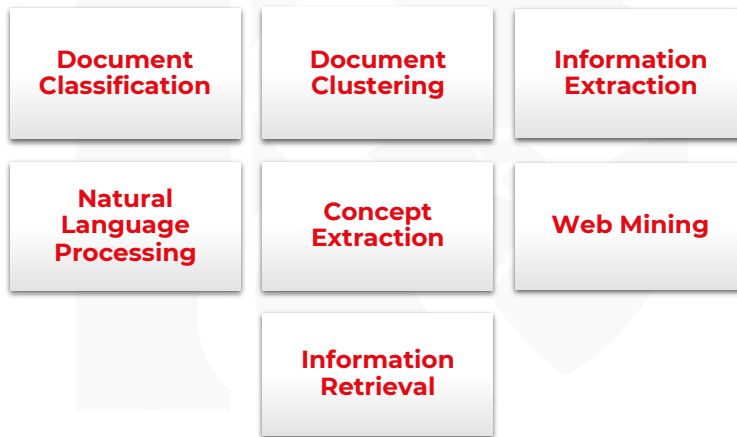 Document
Classification
Document
Clustering
Information
Extraction
Natural
Language
Processing
Concept
Extraction
Web Mining
Information
Retrieval